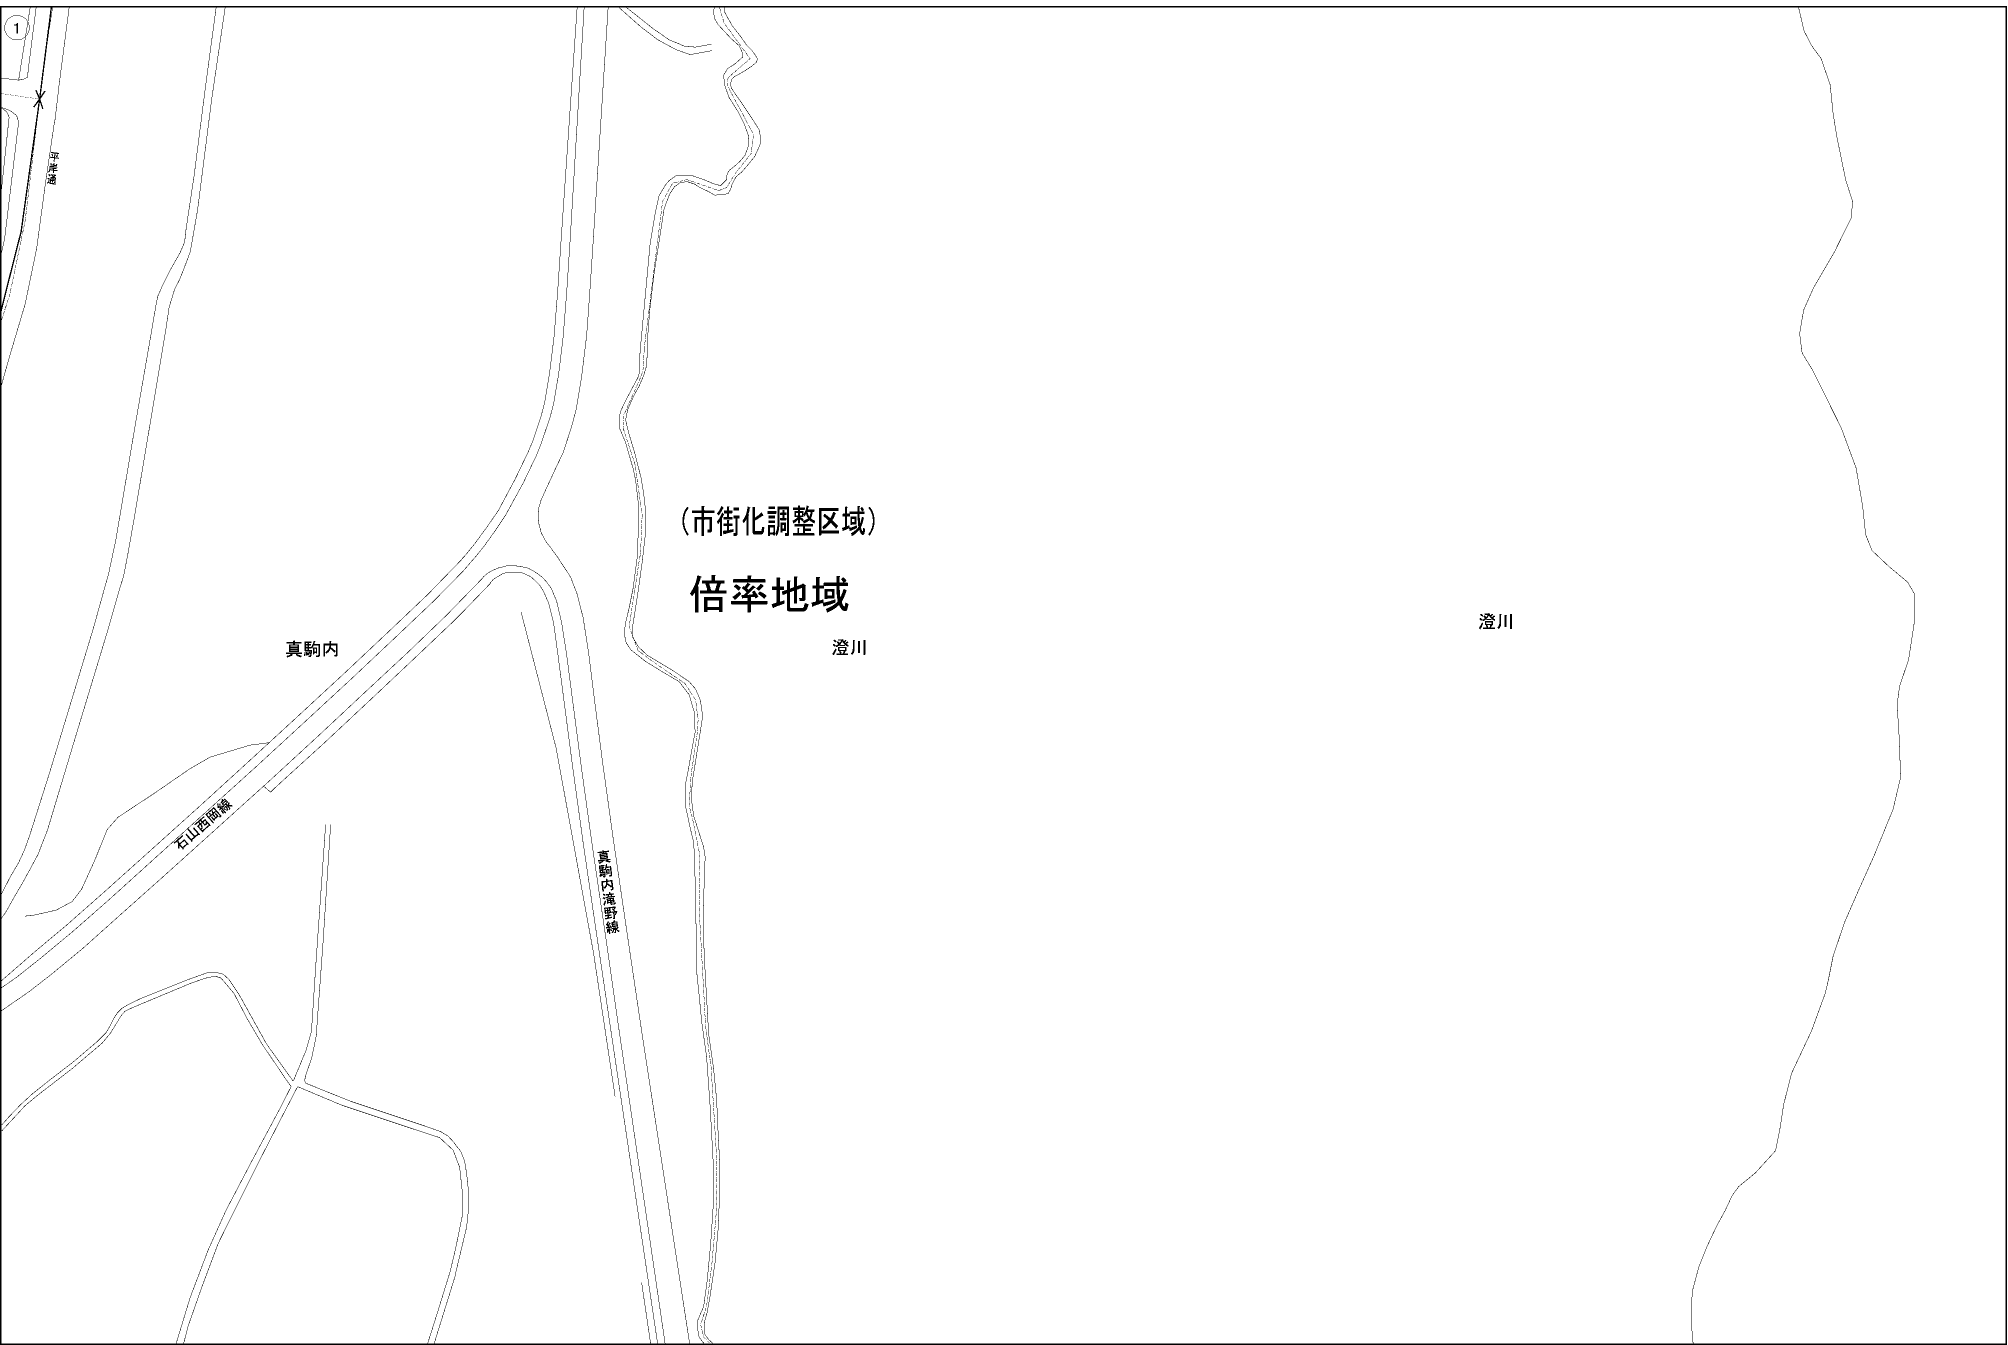 1
平岸通
(市街化調整区域)
倍率地域
澄川
真駒内
澄川
石山西岡線
真駒内滝野線